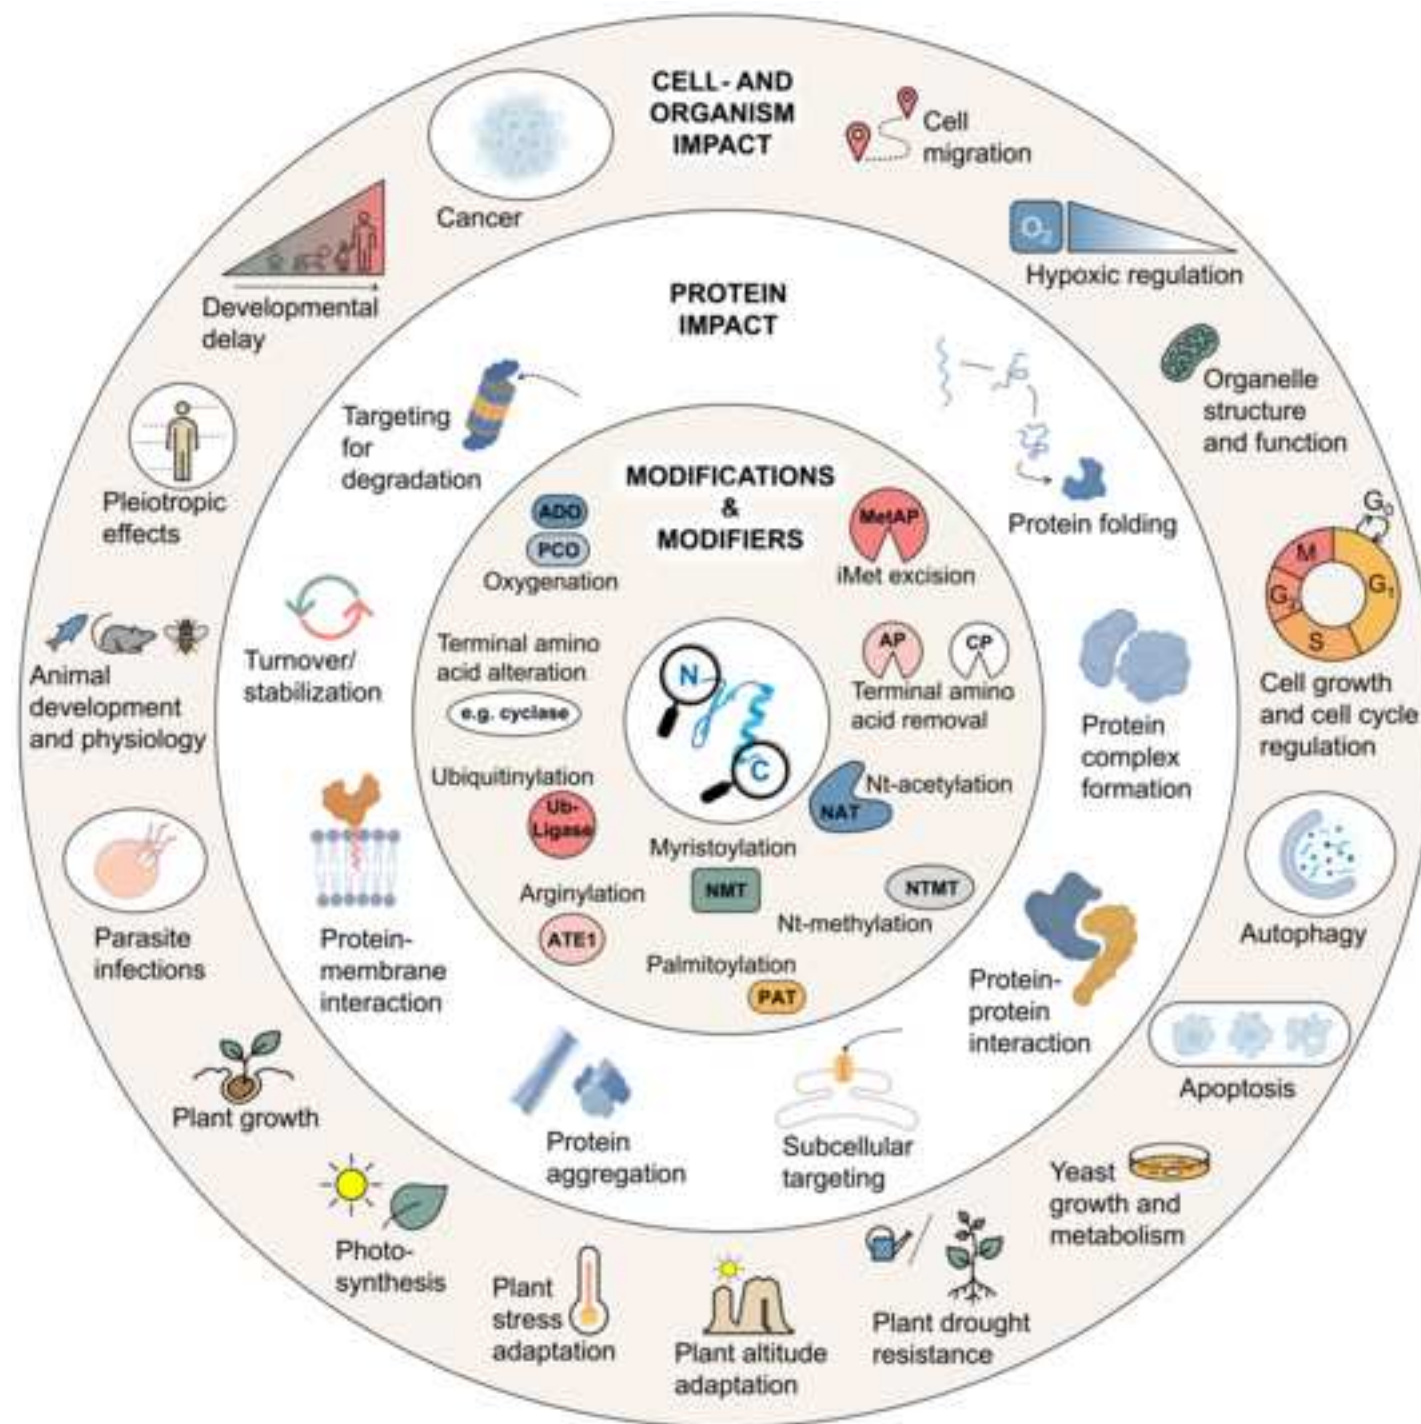 CELL- AND
ORGANISM
IMPACT
Cell
migration
O2
Hypoxic regulation
Organelle
structure
and function
G0
M
G1
G2
S
Cell growth
and cell cycle
regulation
Autophagy
Apoptosis
Yeast
growth and
metabolism
Plant drought
resistance
Plant altitude
adaptation
Plant
stress
adaptation
Photo-
synthesis
Plant growth
Parasite
infections
Animal
development
and physiology
Pleiotropic
effects
Developmental
delay
Cancer
PROTEIN
IMPACT
Protein folding
Protein
complex
formation
Protein-
protein
interaction
Subcellular
targeting
Protein
aggregation
Protein-
membrane
interaction
Turnover/
stabilization
Targeting
for
degradation
MODIFICATIONS
&
MODIFIERS
MetAP
iMet excision
AP
CP
Terminal amino
acid removal
Nt-acetylation
NAT
NTMT
Nt-methylation
Myristoylation
NMT
Palmitoylation
PAT
Arginylation
ATE1
Ubiquitinylation
Ub-
Ligase
Terminal amino
acid alteration
e.g. cyclase
ADO
PCO
Oxygenation
N
C